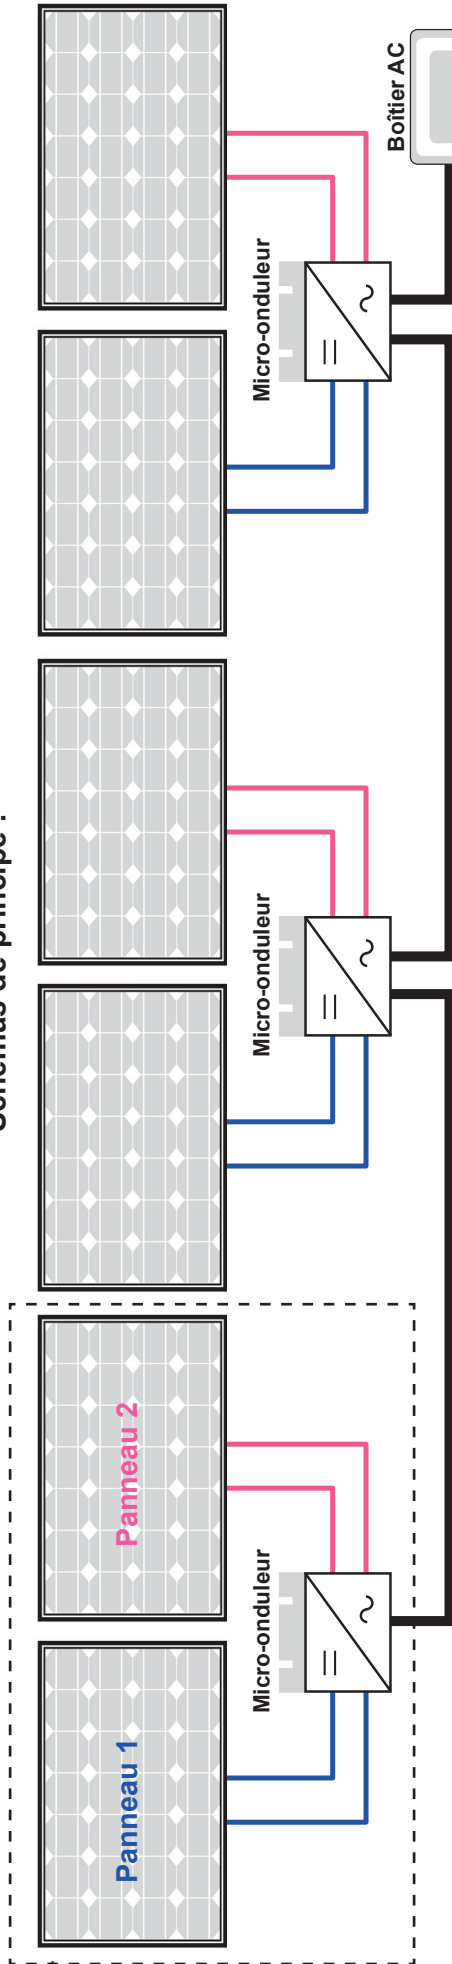 Schémas de principe :
Panneau 1
Panneau 2
Micro-onduleur
Micro-onduleur
Micro-onduleur
Boîtier AC